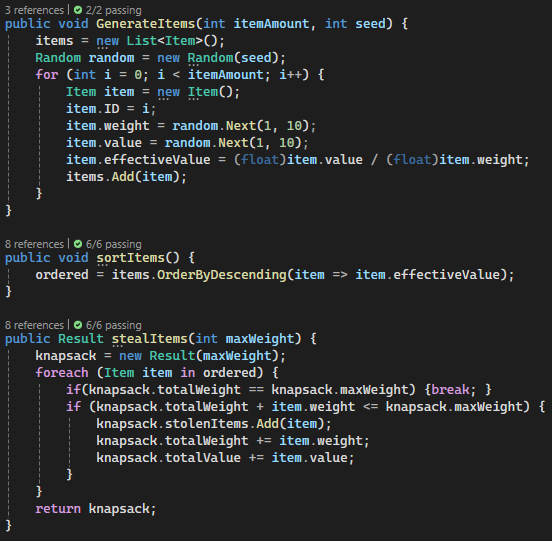 3 references | 2/2 passing
public void GenerateItems(int itemAmount, int seed) {
    items = new List<Item>();
    Random random = new Random(seed);
    for (int i = 0; i < itemAmount; i++) {
        Item item = new Item();
        item.ID = i;
        item.weight = random.Next(1, 10);
        item.value = random.Next(1, 10);
        item.effectiveValue = (float)item.value / (float)item.weight;
        items.Add(item);
    }
}
8 references | 6/6 passing
public void sortItems() {
    ordered = items.OrderByDescending(item => item.effectiveValue);
}
8 references | 6/6 passing
public Result stealItems(int maxWeight) {
    knapsack = new Result(maxWeight);
    foreach (Item item in ordered) {
        if(knapsack.totalWeight == knapsack.maxWeight) {break; }
        if (knapsack.totalWeight + item.weight <= knapsack.maxWeight) {
            knapsack.stolenItems.Add(item);
            knapsack.totalWeight += item.weight;
            knapsack.totalValue += item.value;
        }
    }
    return knapsack;
}